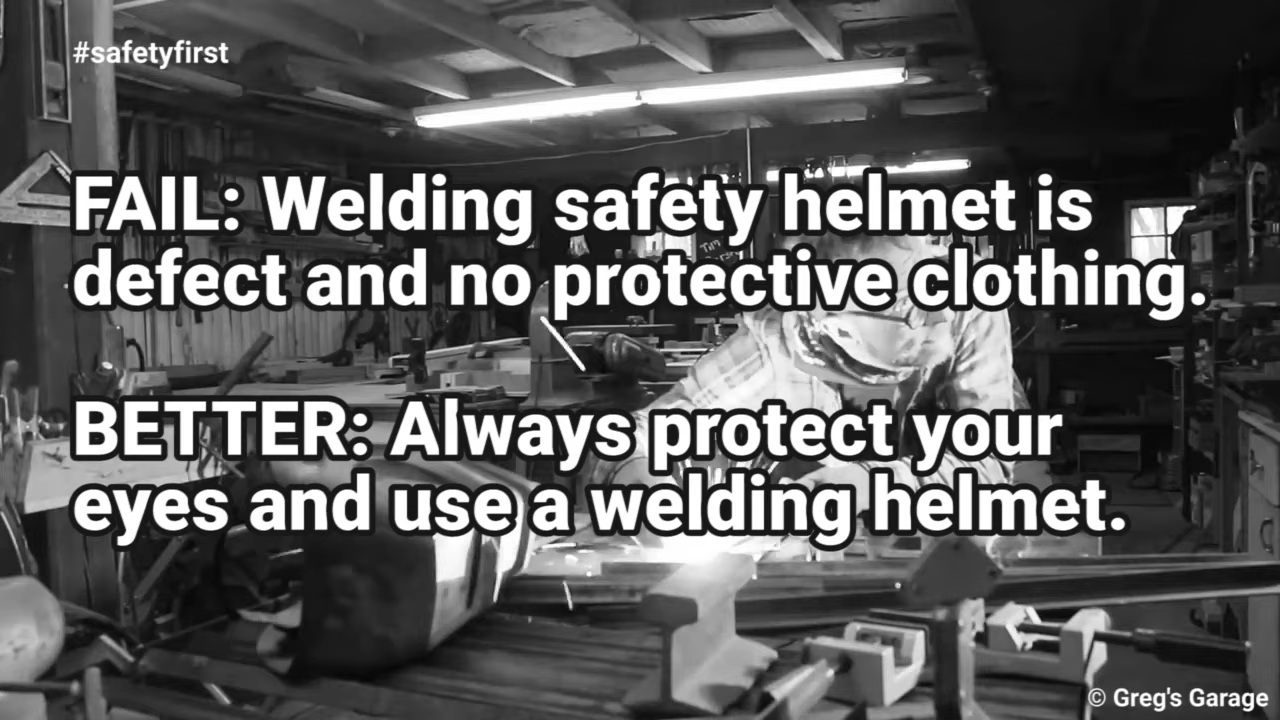 #safetyfirst
FAIL: Welding safety helmet is
defect and no protective clothing.
BETTER: Always protect your
eyes and use a welding helmet.
© Greg's Garage